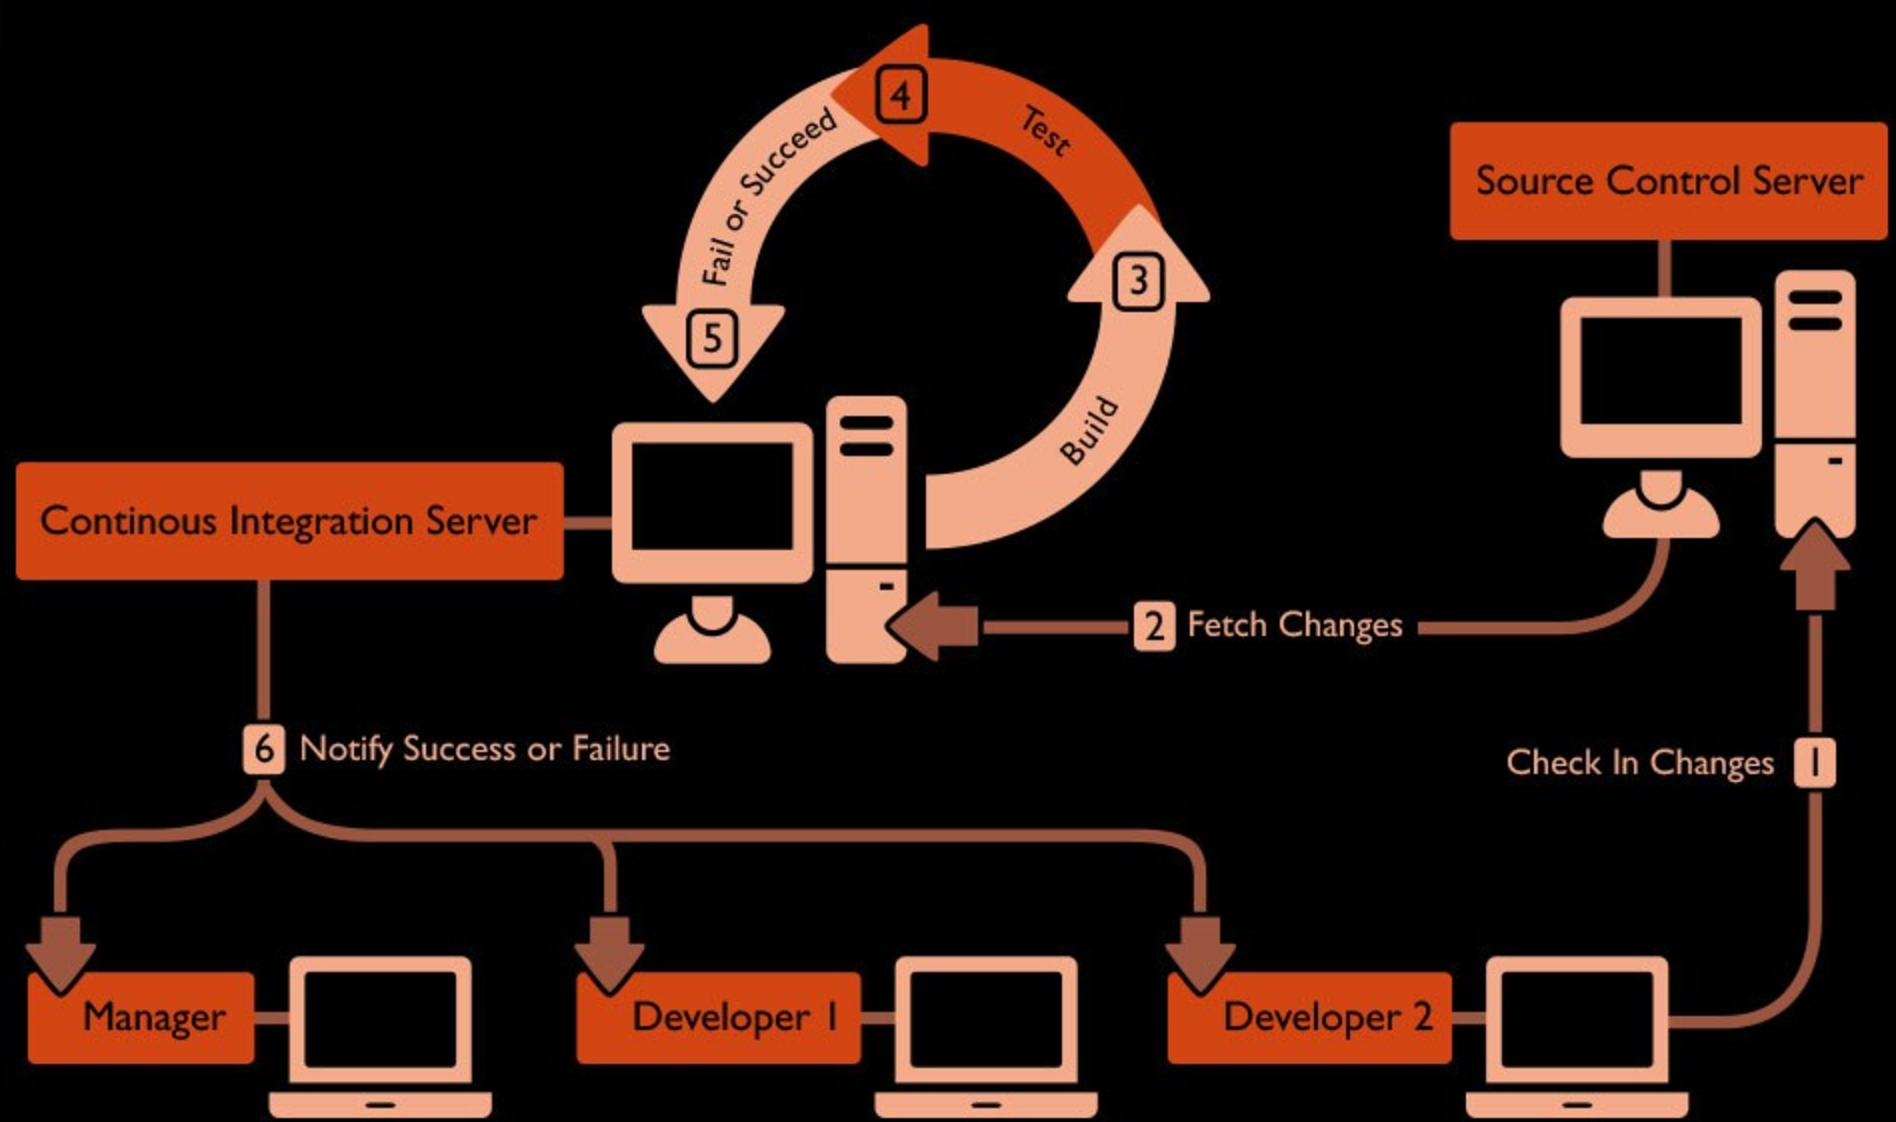 4
Test
Fail or Succeed
Source Control Server
3
5
Build
Continous Integration Server
2 Fetch Changes
6 Notify Success or Failure
Check In Changes 1
Manager
Developer 1
Developer 2